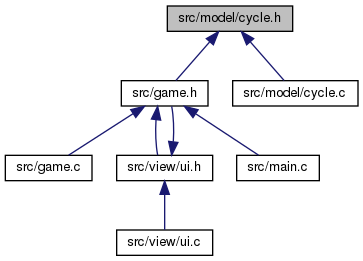 src/model/cycle.h
src/game.h
src/model/cycle.c
src/game.c
src/view/ui.h
src/main.c
src/view/ui.c